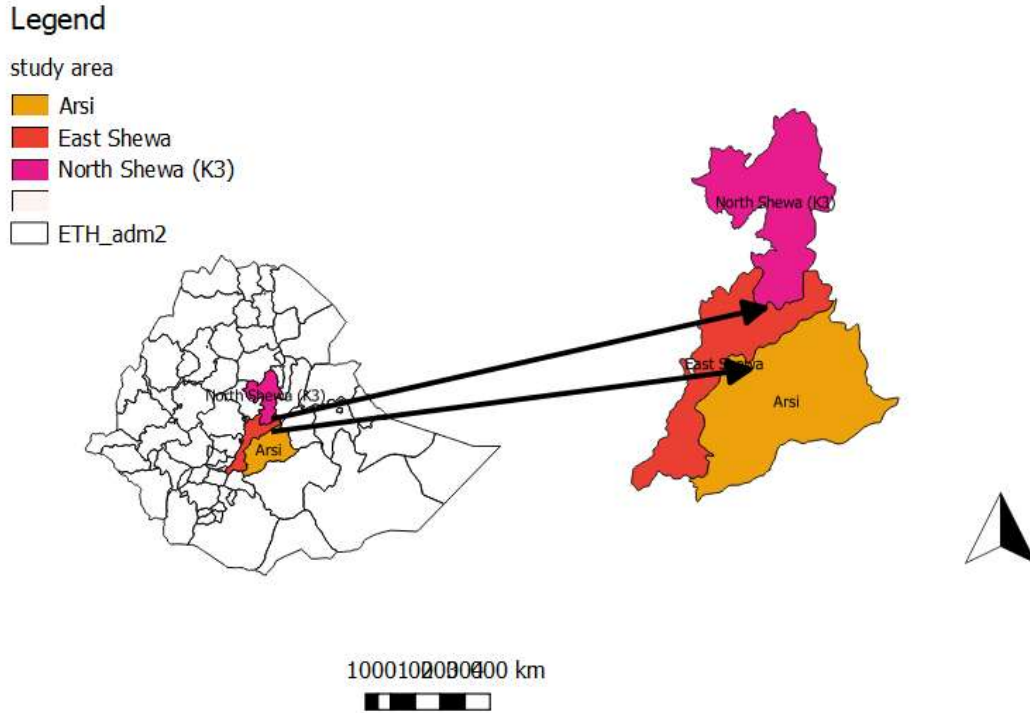 Legend
study area
Arsi
East Shewa
North Shewa (K3)
ETH_adm2
North Shewa (K3)
Arsi
North Shewa (K3)
East Shewa
Arsi
km